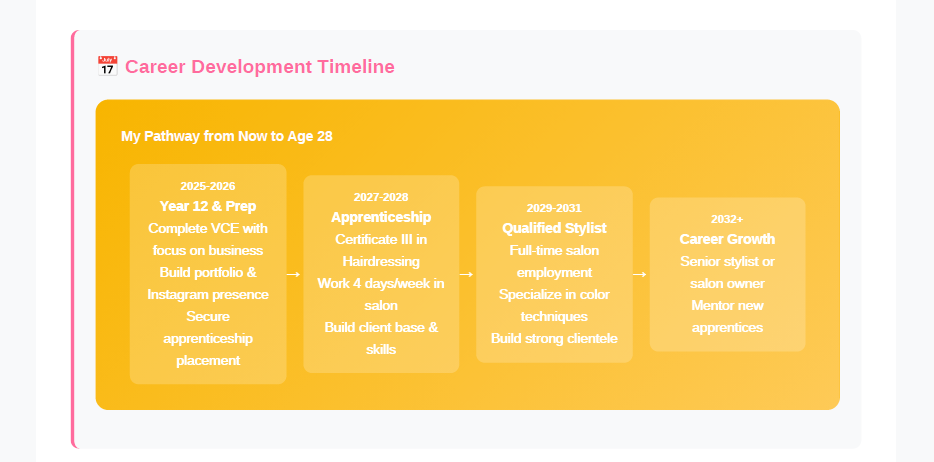 📅 Career Development Timeline
My Pathway from Now to Age 28
2025-2026
Year 12 & Prep
Complete VCE with
focus on business
Build portfolio &
Instagram presence
Secure
apprenticeship
placement
→
2027-2028
Apprenticeship
Certificate III in
Hairdressing
Work 4 days/week in
salon
Build client base &
skills
→
2029-2031
Qualified Stylist
Full-time salon
employment
Specialize in color
techniques
Build strong clientele
→
2032+
Career Growth
Senior stylist or
salon owner
Mentor new
apprentices